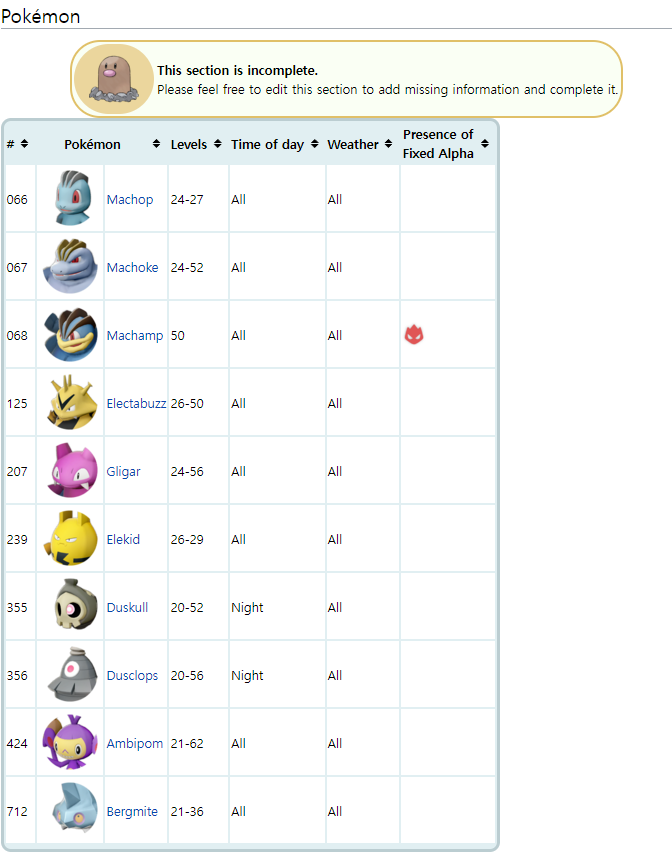 Pokémon
This section is incomplete.
Please feel free to edit this section to add missing information and complete it.
# Pokémon Levels Time of day Weather Presence of
Fixed Alpha
066 Machop 24-27 All All
067 Machoke 24-52 All All
068 Machamp 50 All All
125 Electabuzz 26-50 All All
207 Gligar 24-56 All All
239 Elekid 26-29 All All
355 Duskull 20-52 Night All
356 Dusclops 20-56 Night All
424 Ambipom 21-62 All All
712 Bergmite 21-36 All All